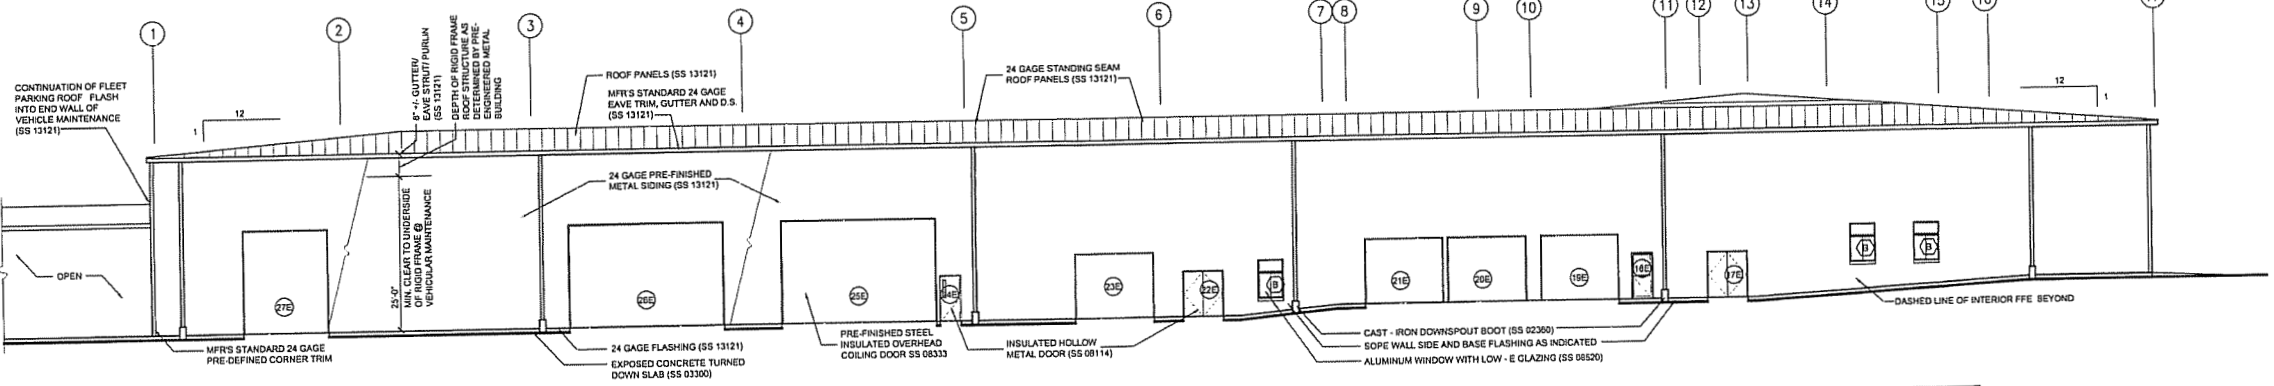 1
2
3
4
5
6
7
8
9
10
11
12
13
14
15
16
CONTINUATION OF FLEET
PARKING ROOF FLASH
INTO END WALL OF
VEHICLE MAINTENANCE
(SS 13121)
12
1
8" +/- GUTTER/
EAVE STRUT/ PURLIN
(SS 13121)
DEPTH OF RIGID FRAME
ROOF STRUCTURE AS
DETERMINED BY PRE-
ENGINEERED METAL
BUILDING
ROOF PANELS (SS 13121)
MFR'S STANDARD 24 GAGE
EAVE TRIM, GUTTER AND D.S.
(SS 13121)
24 GAGE STANDING SEAM
ROOF PANELS (SS 13121)
12
1
24 GAGE PRE-FINISHED
METAL SIDING (SS 13121)
25'-0"
MIN. CLEAR TO UNDERSIDE
OF RIGID FRAME @
VEHICULAR MAINTENANCE
OPEN
27E
26E
25E
24E
23E
22E
B
21E
20E
19E
18E
17E
B
B
MFR'S STANDARD 24 GAGE
PRE-DEFINED CORNER TRIM
24 GAGE FLASHING (SS 13121)
EXPOSED CONCRETE TURNED
DOWN SLAB (SS 03300)
PRE-FINISHED STEEL
INSULATED OVERHEAD
COILING DOOR SS 08333
INSULATED HOLLOW
METAL DOOR (SS 08114)
CAST - IRON DOWNSPOUT BOOT (SS 02360)
SOPE WALL SIDE AND BASE FLASHING AS INDICATED
ALUMINUM WINDOW WITH LOW - E GLAZING (SS 08520)
DASHED LINE OF INTERIOR FFE BEYOND